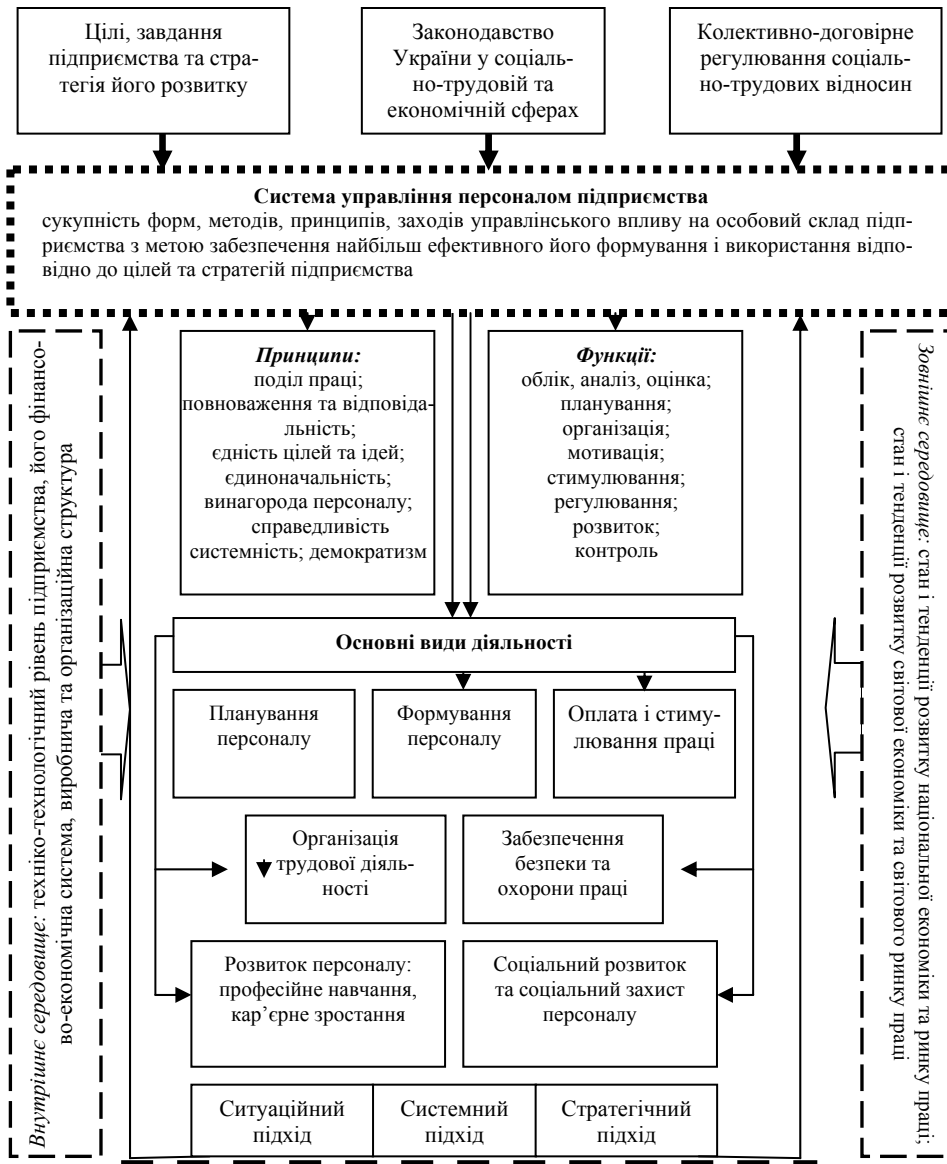 Цілі, завдання
підприємства та стра-
тегія його розвитку
Законодавство
України у соціаль-
но-трудовій та
економічній сферах
Колективно-договірне
регулювання соціаль-
но-трудових відносин
Система управління персоналом підприємства
сукупність форм, методів, принципів, заходів управлінського впливу на особовий склад підп-
риємства з метою забезпечення найбільш ефективного його формування і використання відпо-
відно до цілей та стратегій підприємства
Внутрішнє середовище: техніко-технологічний рівень підприємства, його фінансо-
во-економічна система, виробнича та організаційна структура
Принципи:
поділ праці;
повноваження та відповіда-
льність;
єдність цілей та ідей;
єдиноначальність;
винагорода персоналу;
справедливість
системність; демократизм
Функції:
облік, аналіз, оцінка;
планування;
організація;
мотивація;
стимулювання;
регулювання;
розвиток;
контроль
Зовнішнє середовище: стан і тенденції розвитку національної економіки та ринку праці;
стан і тенденції розвитку світової економіки та світового ринку праці
Основні види діяльності
Планування
персоналу
Формування
персоналу
Оплата і стиму-
лювання праці
Організація
трудової діяль-
ності
Забезпечення
безпеки та
охорони праці
Розвиток персоналу:
професійне навчання,
кар’єрне зростання
Соціальний розвиток
та соціальний захист
персоналу
Ситуаційний
підхід
Системний
підхід
Стратегічний
підхід